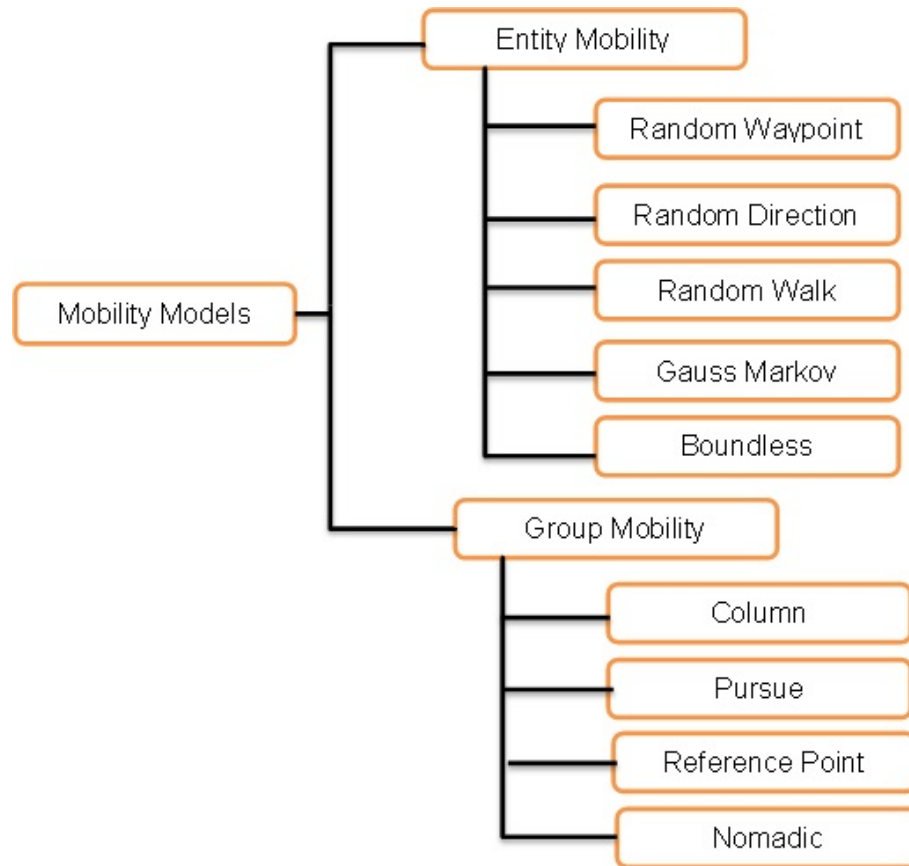 Entity Mobility
Random Waypoint
Random Direction
Random Walk
Mobility Models
Gauss Markov
Boundless
Group Mobility
Column
Pursue
Reference Point
Nomadic